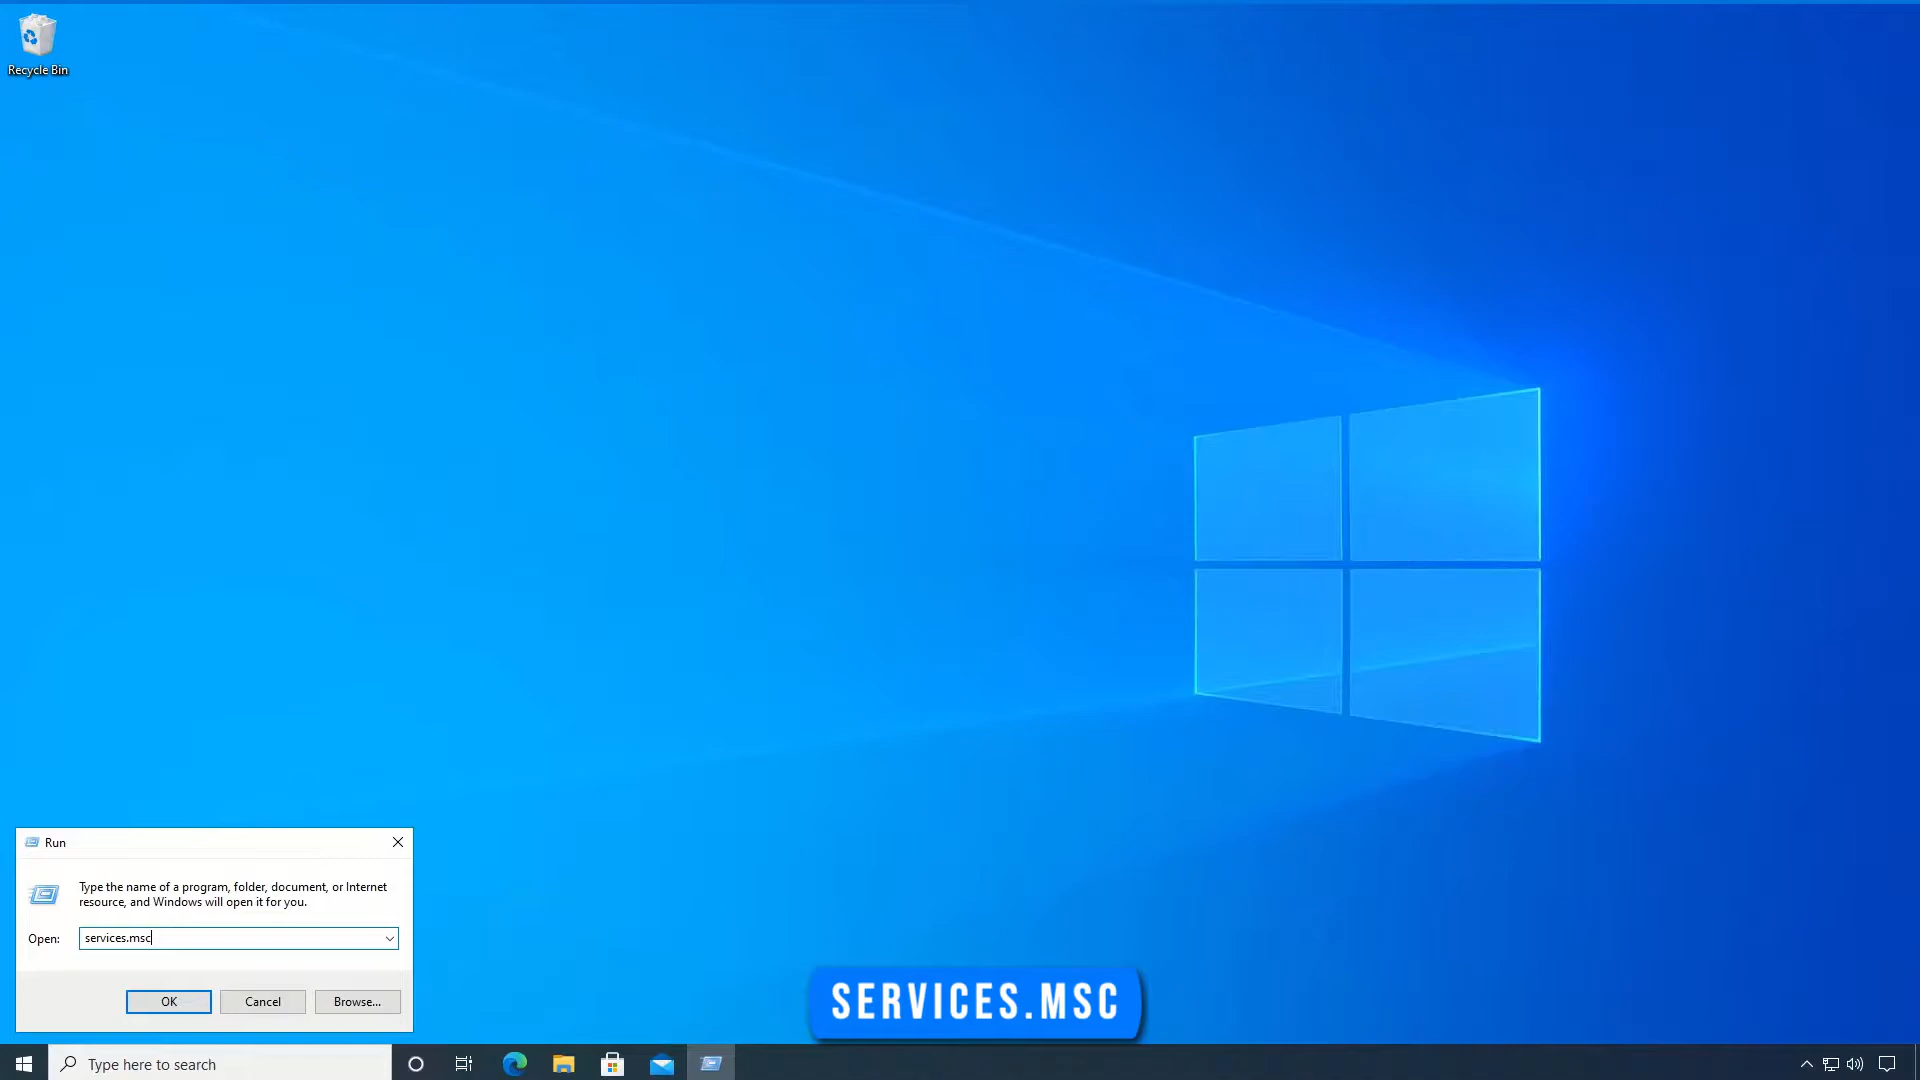 Recycle Bin
Run
Type the name of a program, folder, document, or Internet
resource, and Windows will open it for you.
Open:
services.msc
OK
Cancel
Browse...
SERVICES.MSC
Type here to search